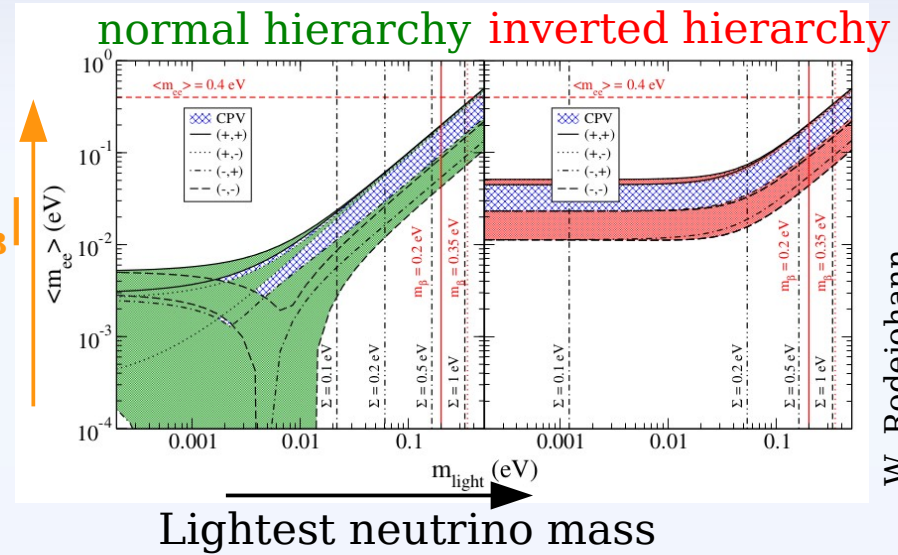 normal hierarchy inverted hierarchy
10^0
<m_ee> = 0.4 eV
<m_ee> = 0.4 eV
CPV
(+,+)
(+,-)
(-,+)
(-,-)
CPV
(+,+)
(+,-)
(-,+)
(-,-)
10^-1
10^-2
10^-3
10^-4
<m_ee> (eV)
Σ = 0.1 eV
Σ = 0.2 eV
Σ = 0.5 eV
Σ = 1 eV
m_β = 0.2 eV
m_β = 0.35 eV
Σ = 0.1 eV
Σ = 0.2 eV
Σ = 0.5 eV
Σ = 1 eV
m_β = 0.2 eV
m_β = 0.35 eV
0.001 0.01 0.1 0.001 0.01 0.1
m_light (eV)
Lightest neutrino mass
W. Rodejohann